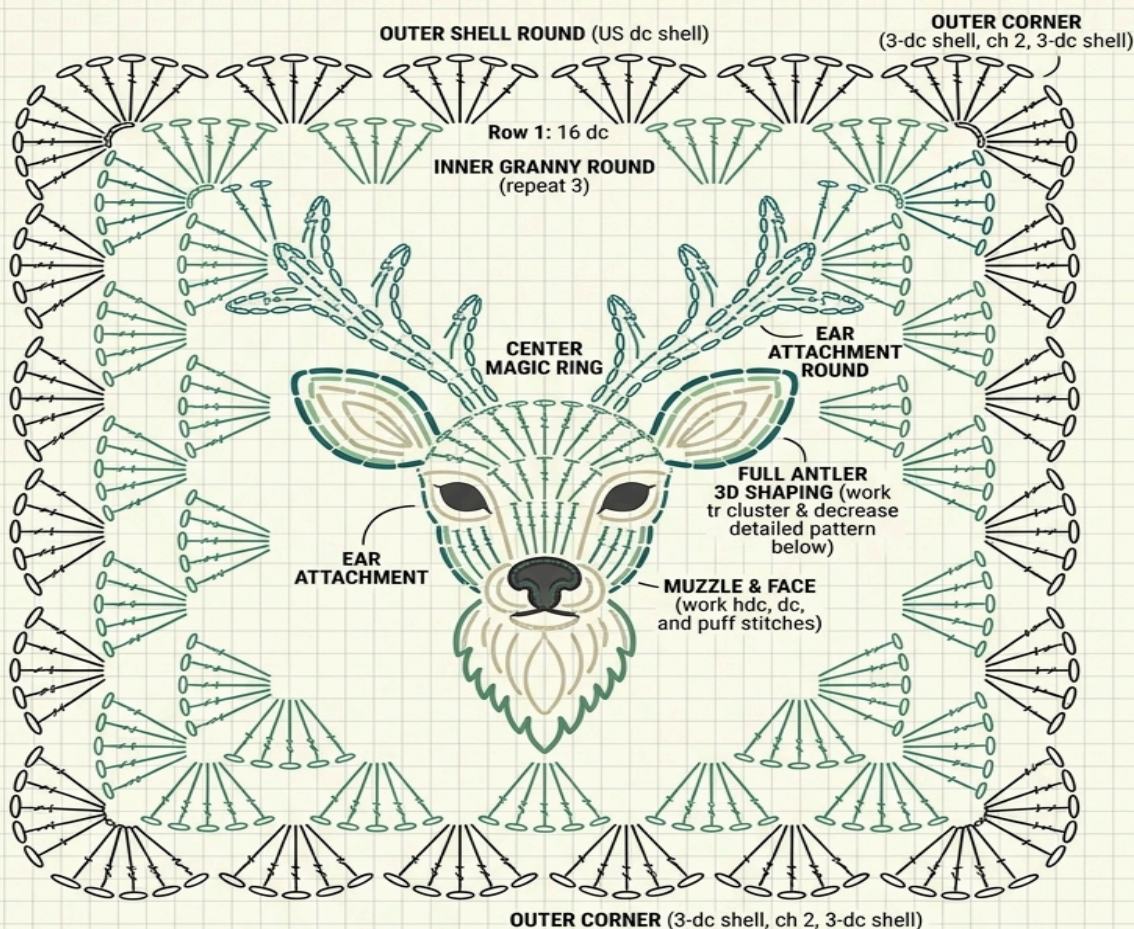 OUTER CORNER
(3-dc shell, ch 2, 3-dc shell)
OUTER SHELL ROUND (US dc shell)
Row 1: 16 dc
INNER GRANNY ROUND
(repeat 3)
CENTER
MAGIC RING
EAR
ATTACHMENT
ROUND
FULL ANTLER
3D SHAPING (work
tr cluster & decrease
detailed pattern
below)
EAR
ATTACHMENT
MUZZLE & FACE
(work hdc, dc,
and puff stitches)
OUTER CORNER (3-dc shell, ch 2, 3-dc shell)